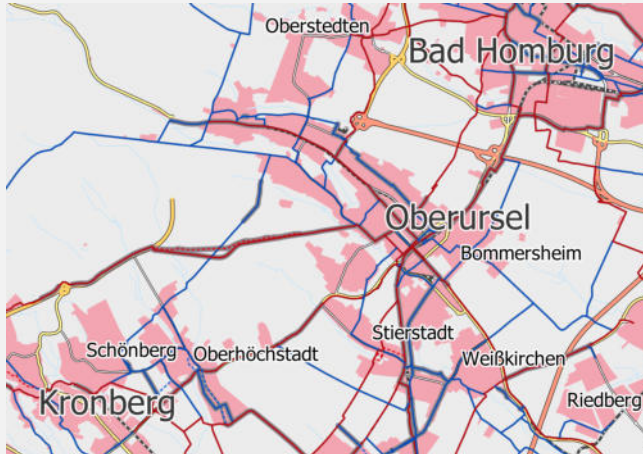 Oberstedten
Bad Homburg
Oberursel
Bommersheim
Stierstadt
Schönberg
Oberhöchstadt
Weißkirchen
Kronberg
Riedberg